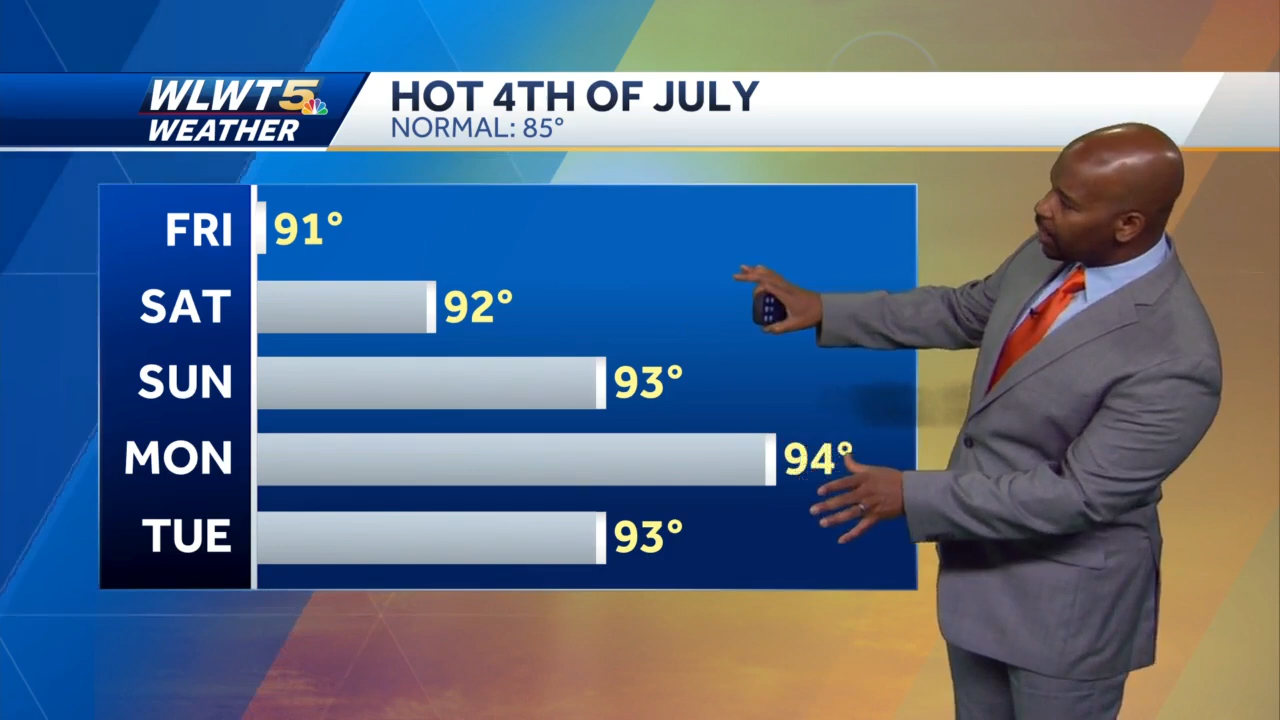 WLWT5
WEATHER
HOT 4TH OF JULY
NORMAL: 85°
FRI 91°
SAT 92°
SUN 93°
MON 94°
TUE 93°